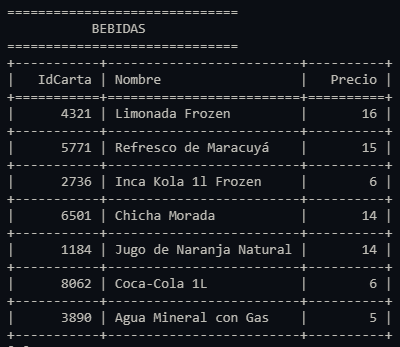 ==============================
BEBIDAS
==============================
+-----------+-------------------------+----------+
| IdCarta | Nombre | Precio |
+===========+=========================+==========+
| 4321 | Limonada Frozen | 16 |
+-----------+-------------------------+----------+
| 5771 | Refresco de Maracuyá | 15 |
+-----------+-------------------------+----------+
| 2736 | Inca Kola 1l Frozen | 6 |
+-----------+-------------------------+----------+
| 6501 | Chicha Morada | 14 |
+-----------+-------------------------+----------+
| 1184 | Jugo de Naranja Natural | 14 |
+-----------+-------------------------+----------+
| 8062 | Coca-Cola 1L | 6 |
+-----------+-------------------------+----------+
| 3890 | Agua Mineral con Gas | 5 |
+-----------+-------------------------+----------+